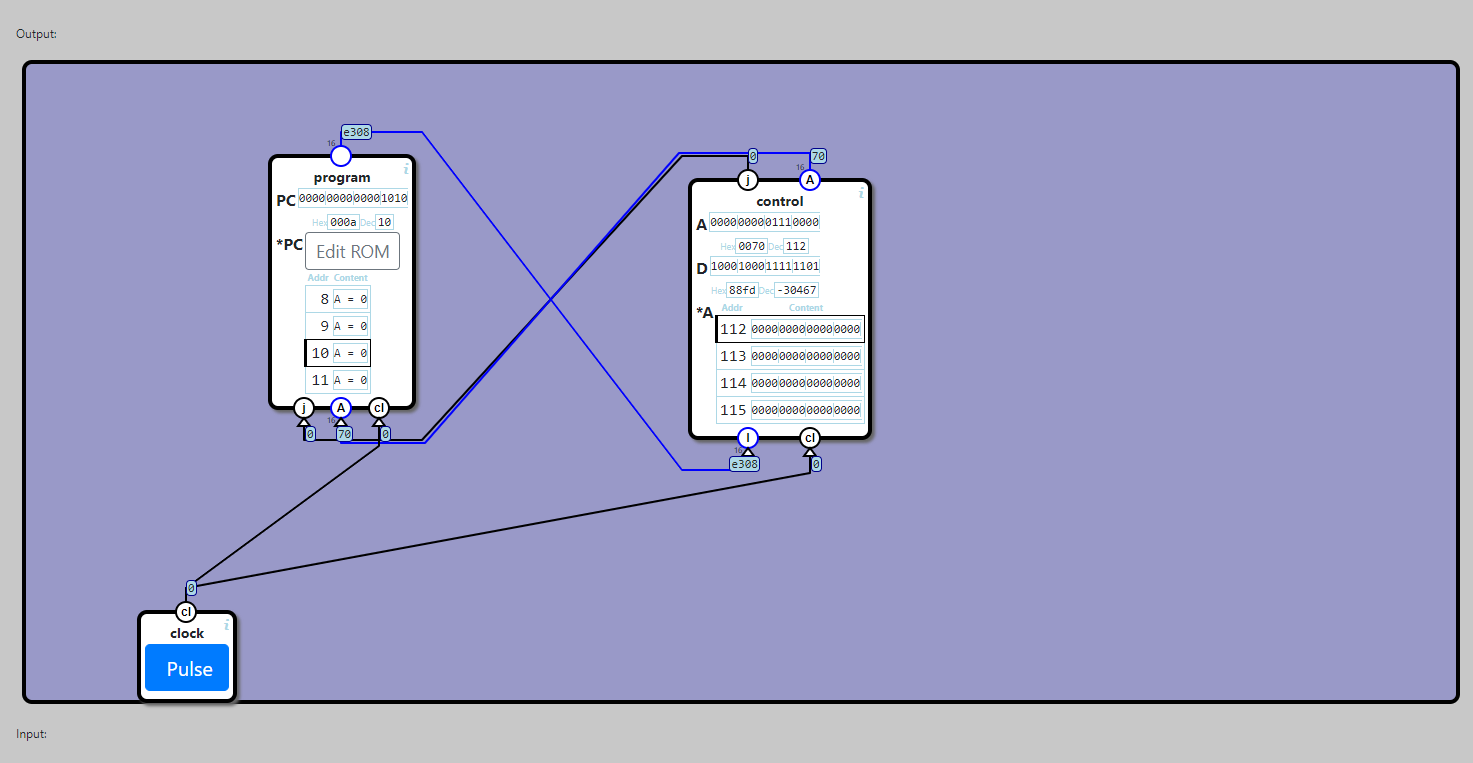 Output:
e308
16
i
program
PC 0000000000001010
Hex 000a Dec 10
*PC Edit ROM
Addr Content
8 A = 0
9 A = 0
10 A = 0
11 A = 0
j A cl
16
0 70 0
0 70
16
j A
i
control
A 0000000001110000
Hex 0070 Dec 112
D 1000100011111101
Hex 88fd Dec -30467
*A Addr Content
112 0000000000000000
113 0000000000000000
114 0000000000000000
115 0000000000000000
I cl
16
e308 0
0
cl
i
clock
Pulse
Input: